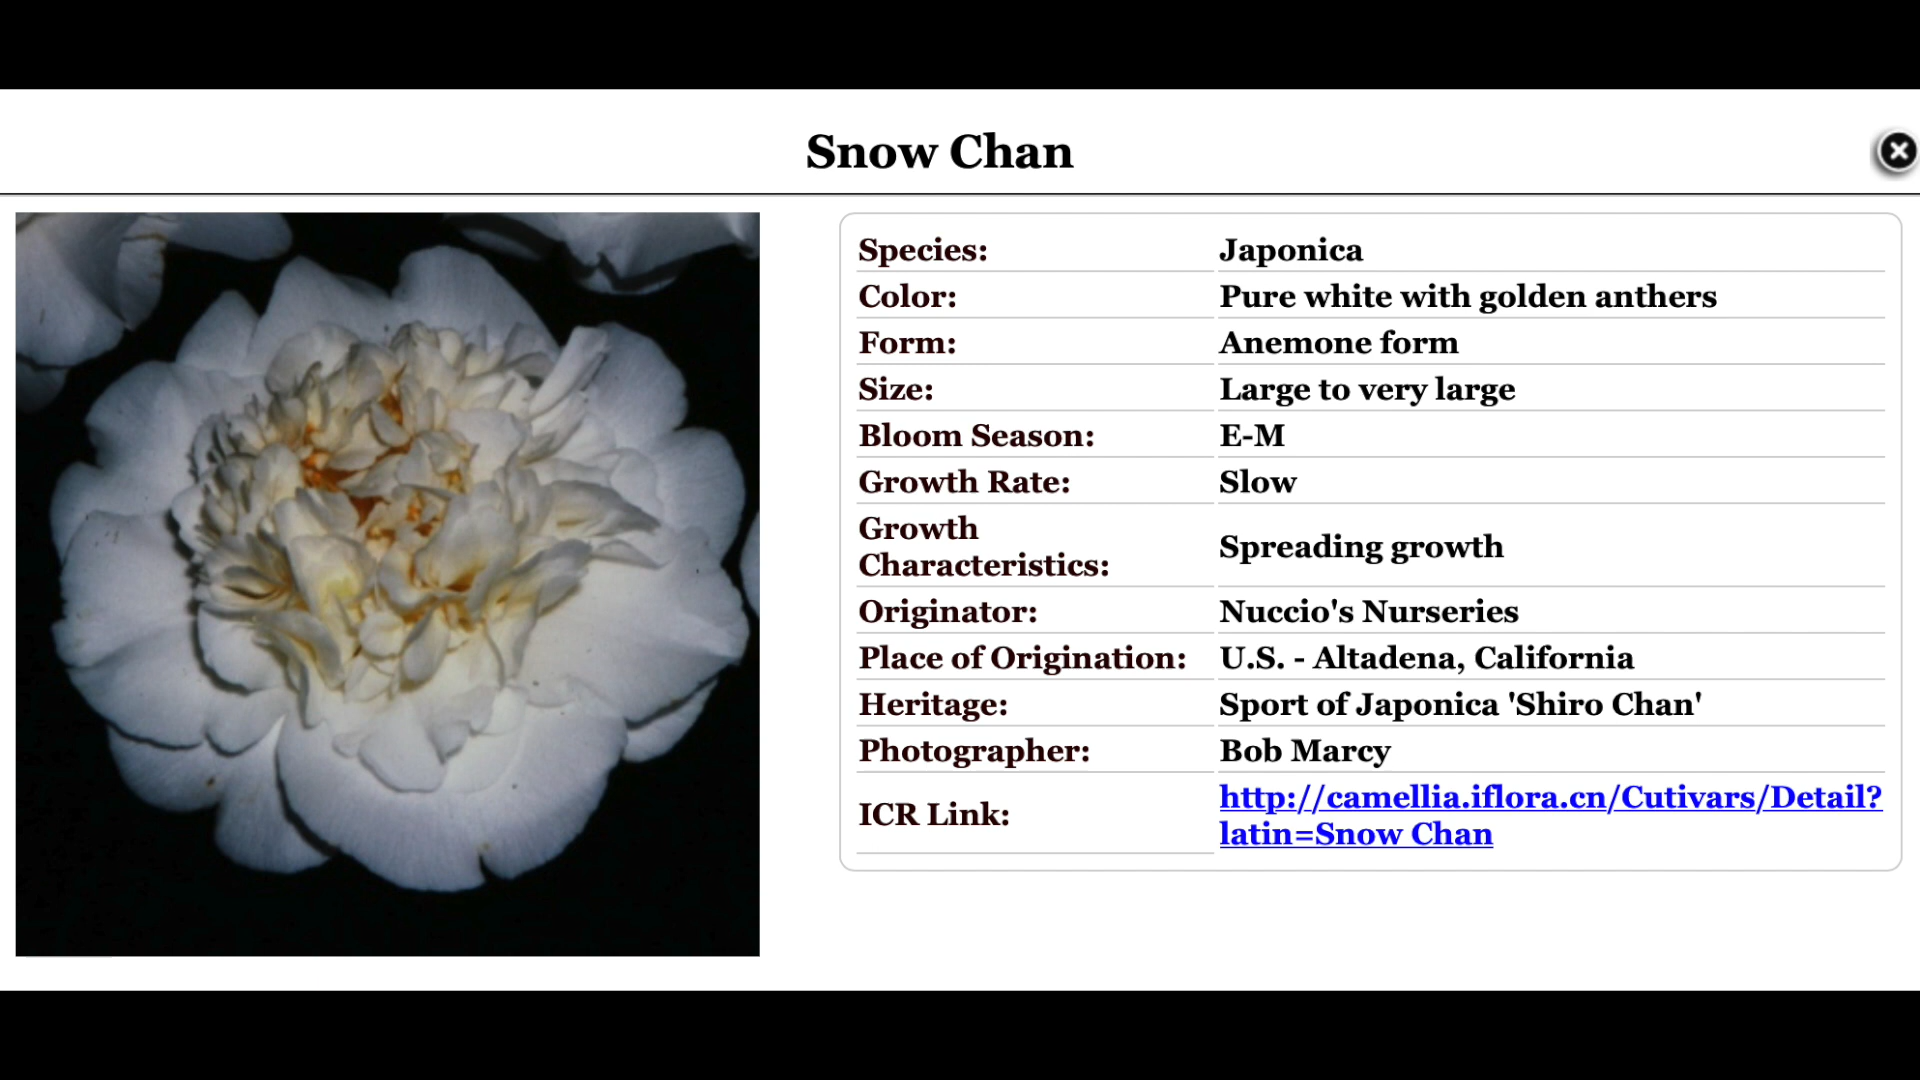 Snow Chan
Species: Japonica
Color: Pure white with golden anthers
Form: Anemone form
Size: Large to very large
Bloom Season: E-M
Growth Rate: Slow
Growth
Characteristics: Spreading growth
Originator: Nuccio's Nurseries
Place of Origination: U.S. - Altadena, California
Heritage: Sport of Japonica 'Shiro Chan'
Photographer: Bob Marcy
ICR Link: http://camellia.iflora.cn/Cutivars/Detail?
latin=Snow Chan